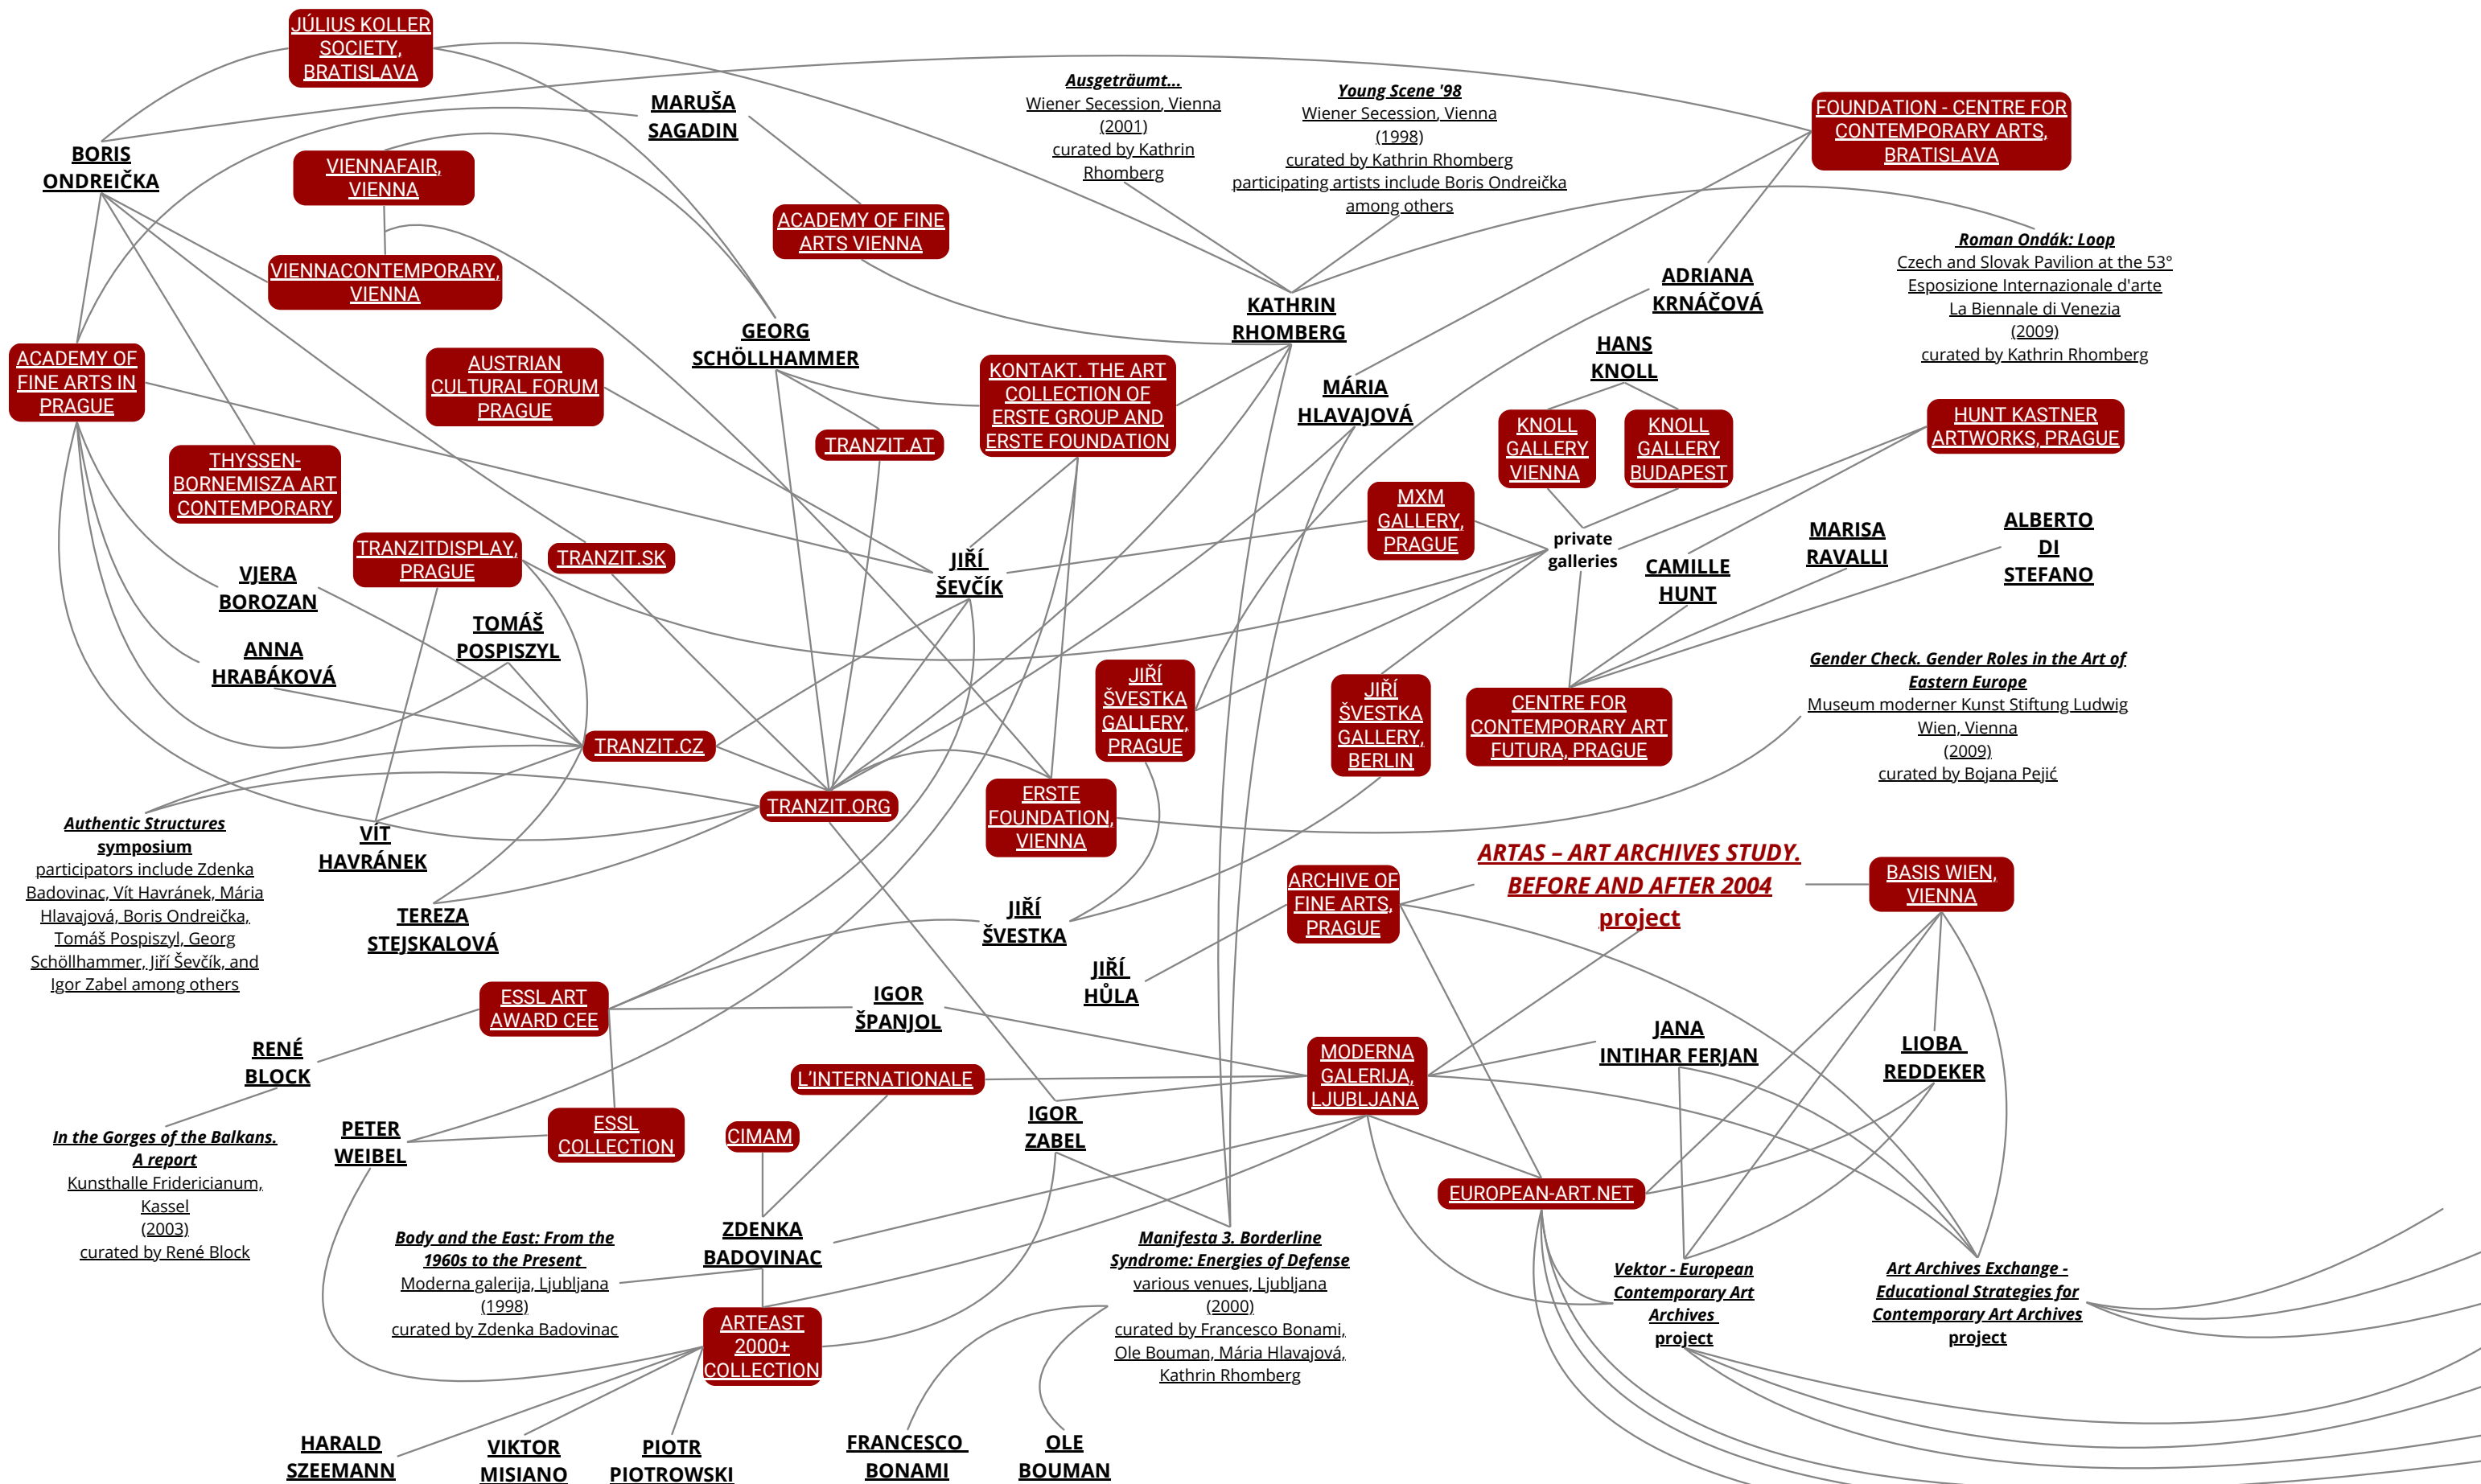 JÚLIUS KOLLER
SOCIETY,
BRATISLAVA
MARUŠA
SAGADIN
Ausgeträumt...
Wiener Secession, Vienna
(2001)
curated by Kathrin
Rhomberg
Young Scene '98
Wiener Secession, Vienna
(1998)
curated by Kathrin Rhomberg
participating artists include Boris Ondreička
among others
FOUNDATION - CENTRE FOR
CONTEMPORARY ARTS,
BRATISLAVA
BORIS
ONDREIČKA
VIENNAFAIR,
VIENNA
ACADEMY OF FINE
ARTS VIENNA
VIENNACONTEMPORARY,
VIENNA
Roman Ondák: Loop
Czech and Slovak Pavilion at the 53°
Esposizione Internazionale d'arte
La Biennale di Venezia
(2009)
curated by Kathrin Rhomberg
ADRIANA
KRNÁČOVÁ
KATHRIN
RHOMBERG
GEORG
SCHÖLLHAMMER
HANS
KNOLL
ACADEMY OF
FINE ARTS IN
PRAGUE
AUSTRIAN
CULTURAL FORUM
PRAGUE
KONTAKT. THE ART
COLLECTION OF
ERSTE GROUP AND
ERSTE FOUNDATION
MÁRIA
HLAVAJOVÁ
KNOLL
GALLERY
VIENNA
KNOLL
GALLERY
BUDAPEST
HUNT KASTNER
ARTWORKS, PRAGUE
TRANZIT.AT
THYSSEN-
BORNEMISZA ART
CONTEMPORARY
MXM
GALLERY,
PRAGUE
private
galleries
MARISA
RAVALLI
ALBERTO
DI
STEFANO
TRANZITDISPLAY,
PRAGUE
TRANZIT.SK
JIŘÍ
ŠEVČÍK
CAMILLE
HUNT
VJERA
BOROZAN
TOMÁŠ
POSPISZYL
ANNA
HRABÁKOVÁ
JIŘÍ
ŠVESTKA
GALLERY,
PRAGUE
JIŘÍ
ŠVESTKA
GALLERY,
BERLIN
CENTRE FOR
CONTEMPORARY ART
FUTURA, PRAGUE
Gender Check. Gender Roles in the Art of
Eastern Europe
Museum moderner Kunst Stiftung Ludwig
Wien, Vienna
(2009)
curated by Bojana Pejić
TRANZIT.CZ
TRANZIT.ORG
ERSTE
FOUNDATION,
VIENNA
Authentic Structures
symposium
participators include Zdenka
Badovinac, Vít Havránek, Mária
Hlavajová, Boris Ondreička,
Tomáš Pospiszyl, Georg
Schöllhammer, Jiří Ševčík, and
Igor Zabel among others
VÍT
HAVRÁNEK
TEREZA
STEJSKALOVÁ
JIŘÍ
ŠVESTKA
ARCHIVE OF
FINE ARTS,
PRAGUE
ARTAS – ART ARCHIVES STUDY.
BEFORE AND AFTER 2004
project
BASIS WIEN,
VIENNA
JIŘÍ
HŮLA
ESSL ART
AWARD CEE
IGOR
ŠPANJOL
RENÉ
BLOCK
L’INTERNATIONALE
MODERNA
GALERIJA,
LJUBLJANA
JANA
INTIHAR FERJAN
LIOBA
REDDEKER
In the Gorges of the Balkans.
A report
Kunsthalle Fridericianum,
Kassel
(2003)
curated by René Block
PETER
WEIBEL
ESSL
COLLECTION
CIMAM
IGOR
ZABEL
EUROPEAN-ART.NET
ZDENKA
BADOVINAC
Body and the East: From the
1960s to the Present
Moderna galerija, Ljubljana
(1998)
curated by Zdenka Badovinac
Manifesta 3. Borderline
Syndrome: Energies of Defense
various venues, Ljubljana
(2000)
curated by Francesco Bonami,
Ole Bouman, Mária Hlavajová,
Kathrin Rhomberg
Vektor - European
Contemporary Art
Archives
project
Art Archives Exchange -
Educational Strategies for
Contemporary Art Archives
project
ARTEAST
2000+
COLLECTION
HARALD
SZEEMANN
VIKTOR
MISIANO
PIOTR
PIOTROWSKI
FRANCESCO
BONAMI
OLE
BOUMAN